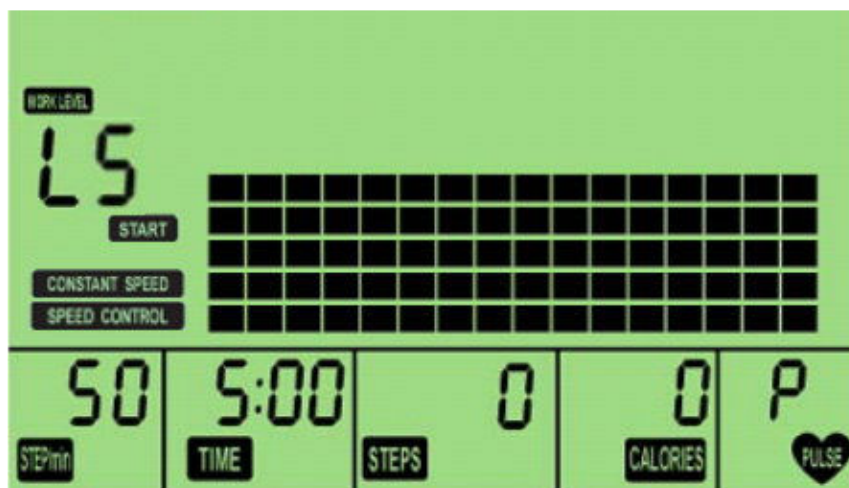 WORK LEVEL
L5
START
CONSTANT SPEED
SPEED CONTROL
50 5:00 0 0 P
STEP/min TIME STEPS CALORIES PULSE